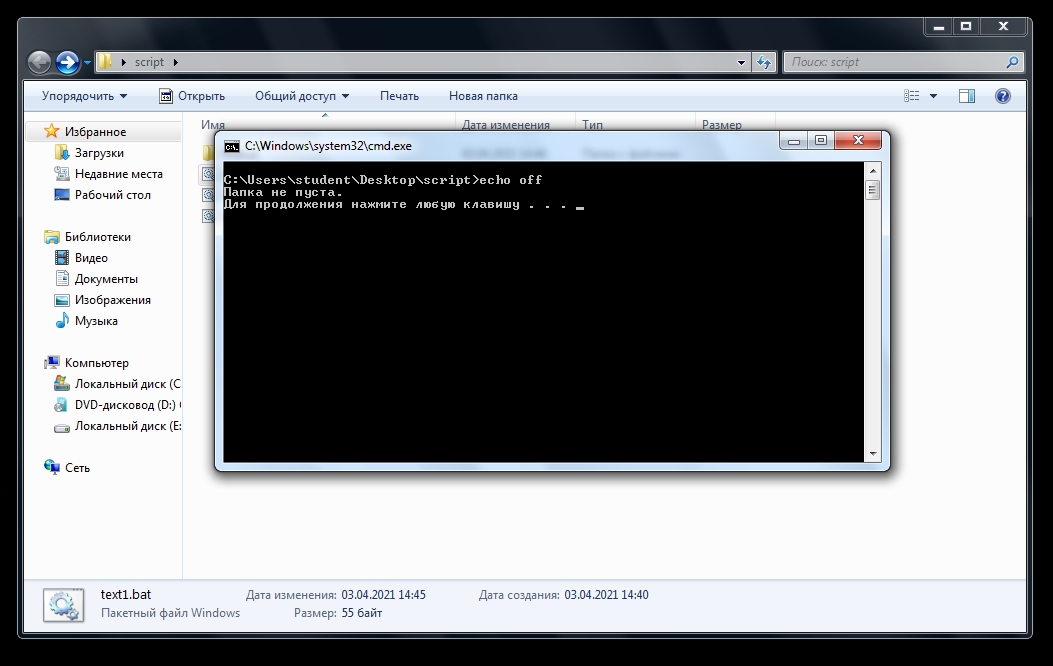 script
Поиск: script
Упорядочить
Открыть
Общий доступ
Печать
Новая папка
Имя
Дата изменения
Тип
Размер
Избранное
Загрузки
Недавние места
Рабочий стол
Библиотеки
Видео
Документы
Изображения
Музыка
Компьютер
Локальный диск (C
DVD-дисковод (D:)
Локальный диск (E:
Сеть
C:\Windows\system32\cmd.exe
C:\Users\student\Desktop\script>echo off
Папка не пуста.
Для продолжения нажмите любую клавишу . . . _
text1.bat
Дата изменения: 03.04.2021 14:45
Дата создания: 03.04.2021 14:40
Пакетный файл Windows
Размер: 55 байт